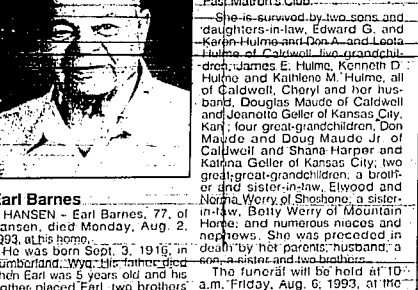 Past Matron's Club.
She is survived by two sons and
daughters-in-law, Edward G. and
Karen Hulme and Don A. and Leota
Hulme of Caldwell, five grandchil-
dren, James E. Hulme, Kenneth D.
Hulme and Kathlene M. Hulme, all
of Caldwell, Cheryl and her hus-
band, Douglas Maude of Caldwell
and Jeanotte Geller of Kansas City,
Kan.; four great-grandchildren, Don
Maude and Doug Maude Jr. of
Caldwell and Shana Harper and
Katrina Geller of Kansas City; two
great-great-grandchildren; a broth-
er and sister-in-law, Elwood and
Norma Werry of Shoshone; a sister-
in-law, Betty Werry of Mountain
Home; and numerous nieces and
nephews. She was preceded in
death by her parents, husband, a
son, a sister and two brothers.
The funeral will be held at 10
a.m. Friday, Aug. 6, 1993, at the
Earl Barnes
HANSEN - Earl Barnes, 77, of
ansen, died Monday, Aug. 2,
993, at his home.
He was born Sept. 3, 1916, in
umberland, Wyo. His father died
hen Earl was 5 years old and his
other placed Earl, two brothers